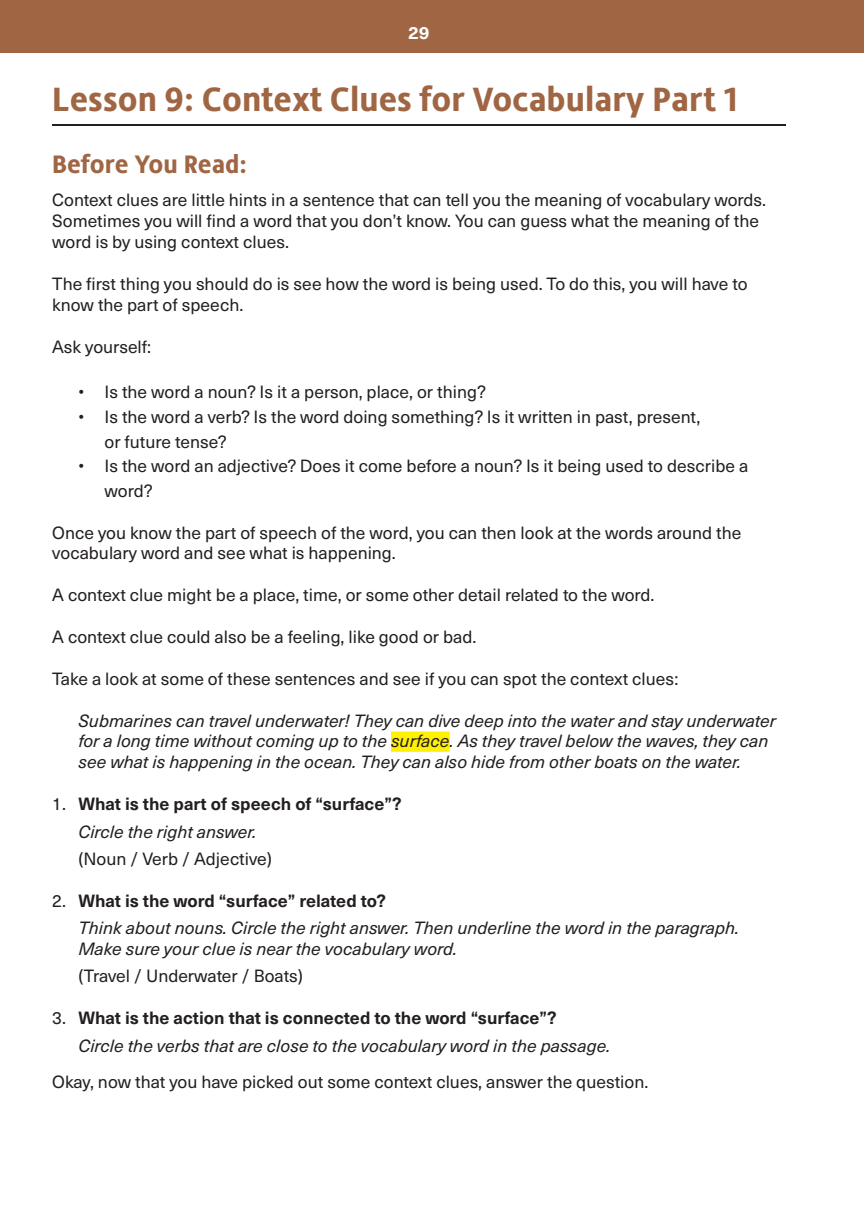 29
Lesson 9: Context Clues for Vocabulary Part 1
Before You Read:
Context clues are little hints in a sentence that can tell you the meaning of vocabulary words.
Sometimes you will find a word that you don't know. You can guess what the meaning of the
word is by using context clues.
The first thing you should do is see how the word is being used. To do this, you will have to
know the part of speech.
Ask yourself:
• Is the word a noun? Is it a person, place, or thing?
• Is the word a verb? Is the word doing something? Is it written in past, present,
or future tense?
• Is the word an adjective? Does it come before a noun? Is it being used to describe a
word?
Once you know the part of speech of the word, you can then look at the words around the
vocabulary word and see what is happening.
A context clue might be a place, time, or some other detail related to the word.
A context clue could also be a feeling, like good or bad.
Take a look at some of these sentences and see if you can spot the context clues:
Submarines can travel underwater! They can dive deep into the water and stay underwater
for a long time without coming up to the surface. As they travel below the waves, they can
see what is happening in the ocean. They can also hide from other boats on the water.
1. What is the part of speech of “surface”?
Circle the right answer.
(Noun / Verb / Adjective)
2. What is the word “surface” related to?
Think about nouns. Circle the right answer. Then underline the word in the paragraph.
Make sure your clue is near the vocabulary word.
(Travel / Underwater / Boats)
3. What is the action that is connected to the word “surface”?
Circle the verbs that are close to the vocabulary word in the passage.
Okay, now that you have picked out some context clues, answer the question.